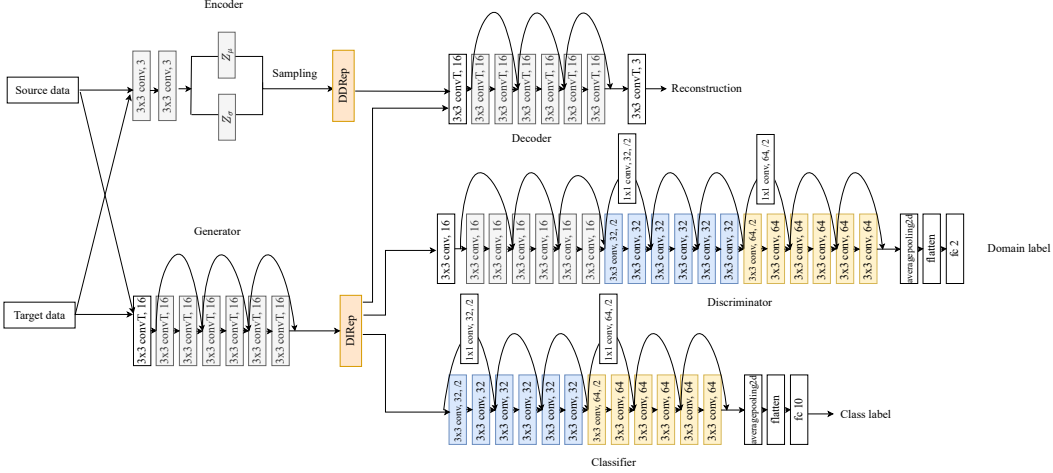 Encoder
Source data
3x3 conv, 3
3x3 conv, 3
Zμ
Zσ
Sampling
DDRep
3x3 convT, 16
3x3 convT, 16
3x3 convT, 16
3x3 convT, 16
3x3 convT, 16
3x3 convT, 16
3x3 convT, 16
3x3 convT, 3
Reconstruction
Decoder
Target data
Generator
3x3 convT, 16
3x3 convT, 16
3x3 convT, 16
3x3 convT, 16
3x3 convT, 16
3x3 convT, 16
3x3 convT, 16
DIRep
1x1 conv, 32, /2
1x1 conv, 64, /2
3x3 conv, 16
3x3 conv, 16
3x3 conv, 16
3x3 conv, 16
3x3 conv, 16
3x3 conv, 16
3x3 conv, 16
3x3 conv, 32, /2
3x3 conv, 32
3x3 conv, 32
3x3 conv, 32
3x3 conv, 32
3x3 conv, 32
3x3 conv, 64, /2
3x3 conv, 64
3x3 conv, 64
3x3 conv, 64
3x3 conv, 64
3x3 conv, 64
averagepooling2d
flatten
fc 2
Domain label
Discriminator
1x1 conv, 32, /2
1x1 conv, 64, /2
3x3 conv, 32, /2
3x3 conv, 32
3x3 conv, 32
3x3 conv, 32
3x3 conv, 32
3x3 conv, 32
3x3 conv, 64, /2
3x3 conv, 64
3x3 conv, 64
3x3 conv, 64
3x3 conv, 64
3x3 conv, 64
averagepooling2d
flatten
fc 10
Class label
Classifier